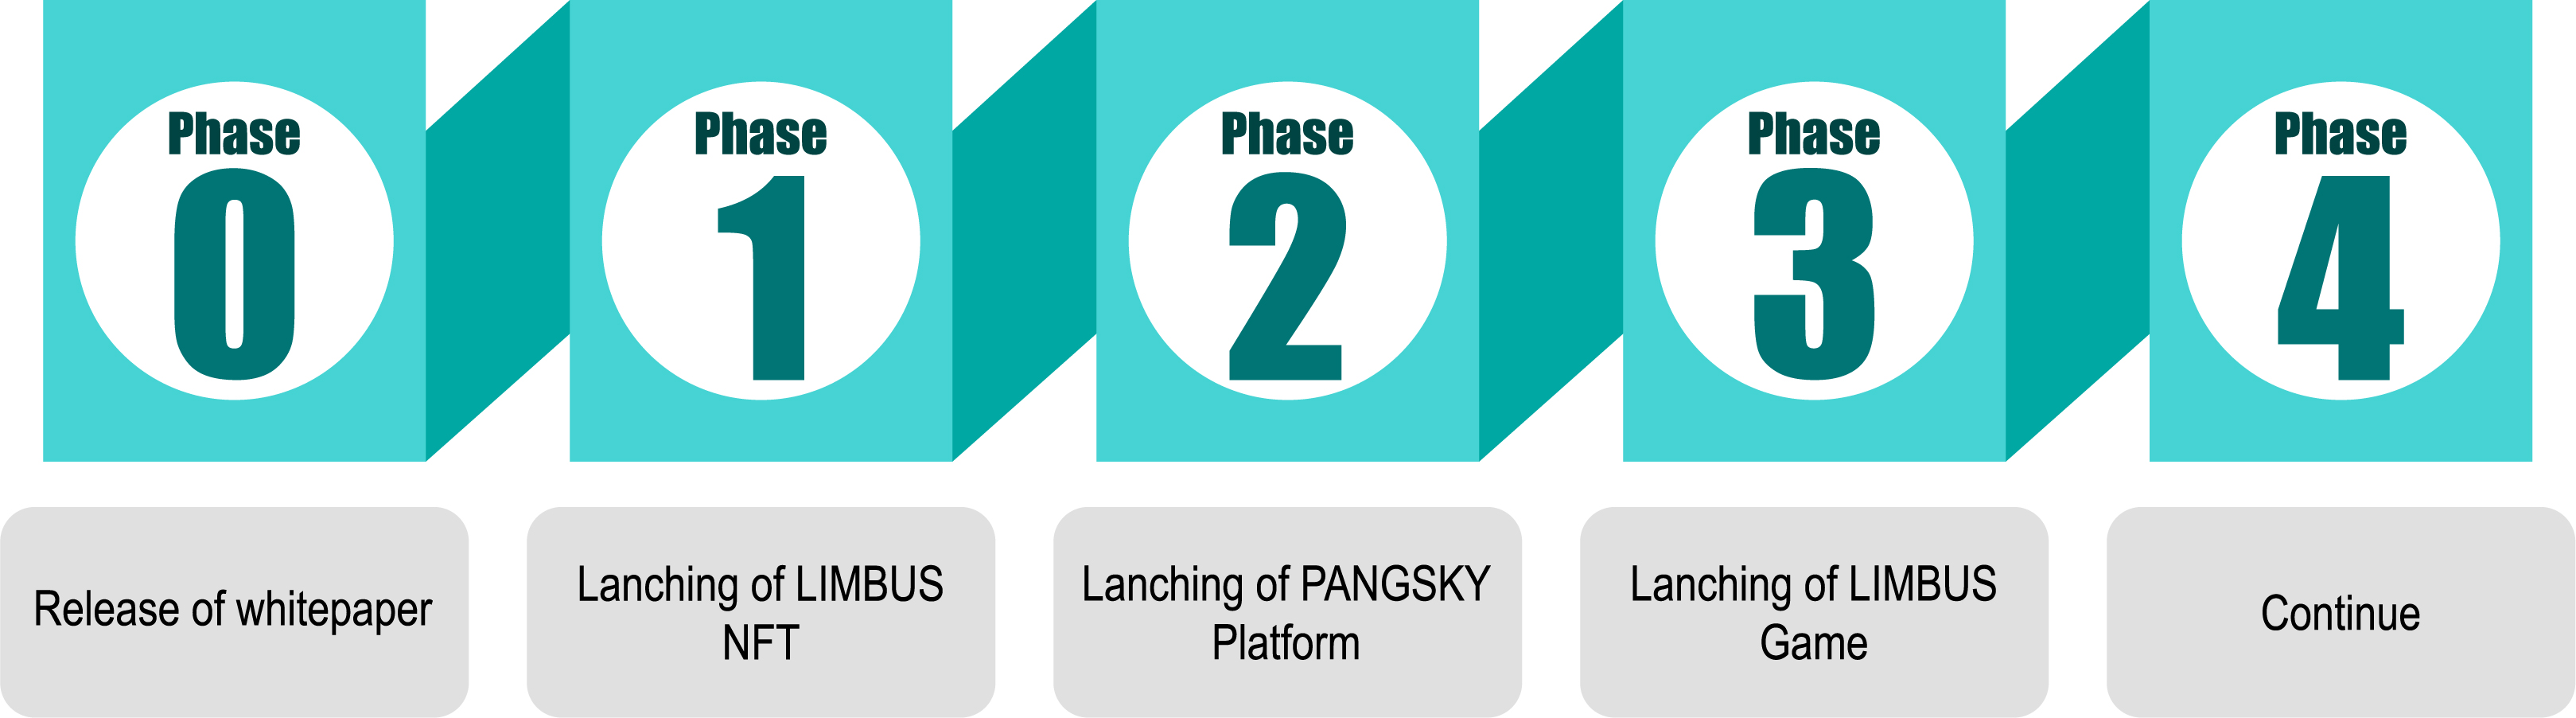 Phase
0
Phase
1
Phase
2
Phase
3
Phase
4
Release of whitepaper
Lanching of LIMBUS
NFT
Lanching of PANGSKY
Platform
Lanching of LIMBUS
Game
Continue